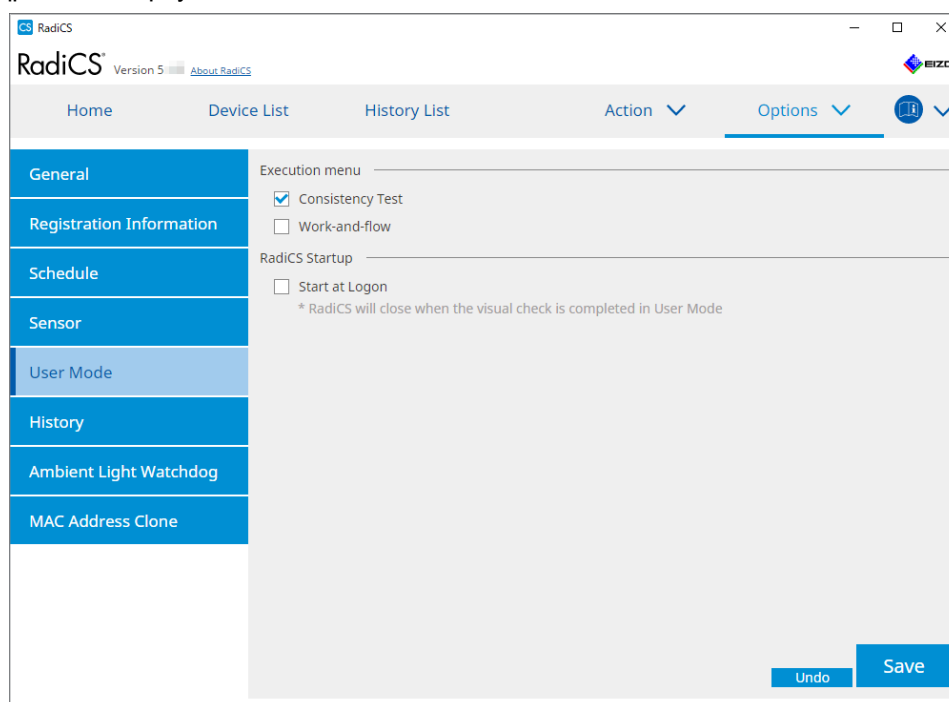 CS RadiCS
RadiCS Version 5 About RadiCS
Home Device List History List Action Options
General
Registration Information
Schedule
Sensor
User Mode
History
Ambient Light Watchdog
MAC Address Clone
Execution menu
Consistency Test
Work-and-flow
RadiCS Startup
Start at Logon
* RadiCS will close when the visual check is completed in User Mode
Undo Save